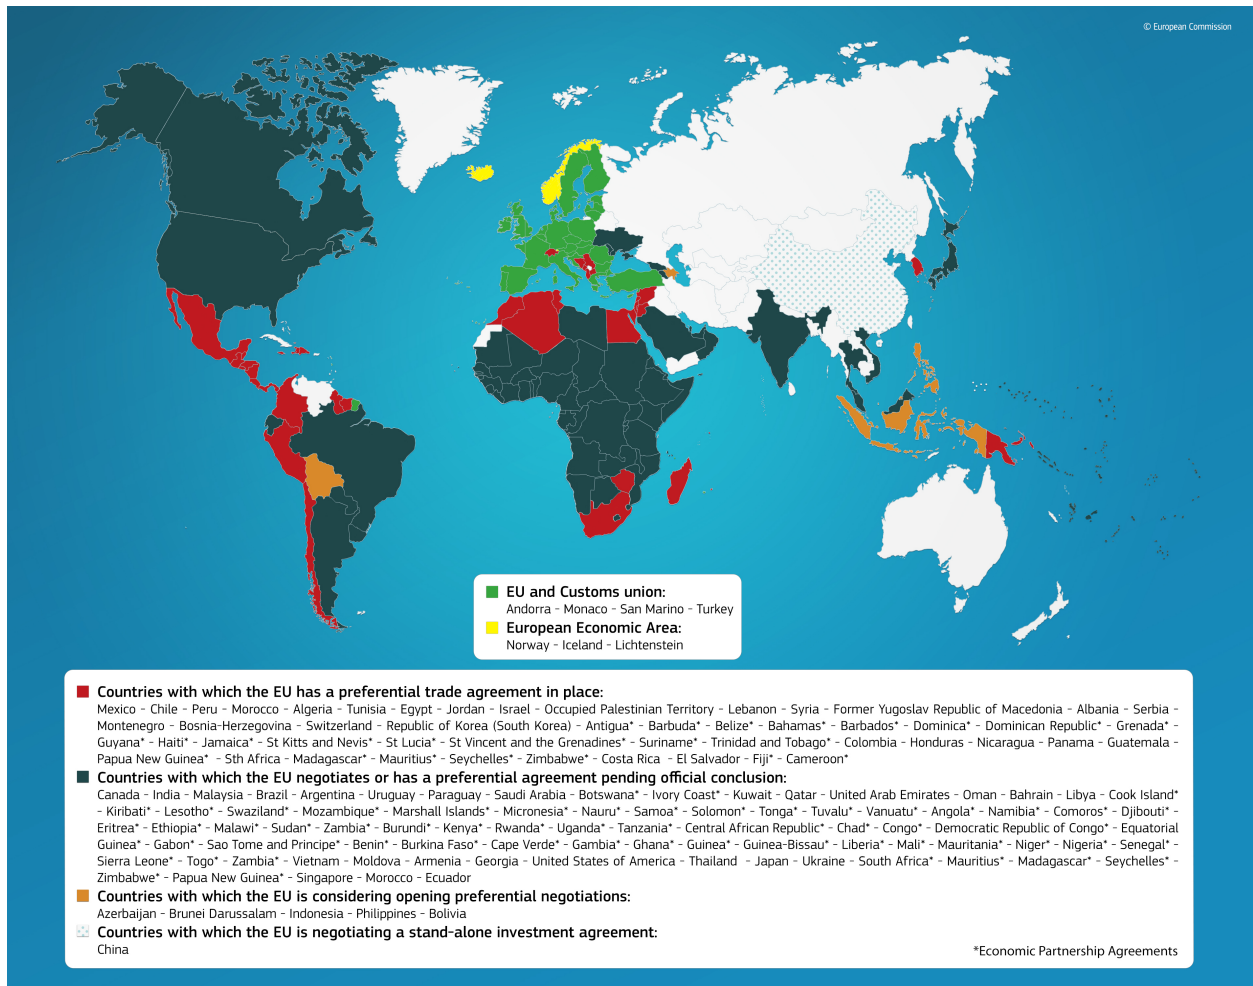 © European Commission
EU and Customs union:
Andorra - Monaco - San Marino - Turkey
European Economic Area:
Norway - Iceland - Lichtenstein
Countries with which the EU has a preferential trade agreement in place:
Mexico - Chile - Peru - Morocco - Algeria - Tunisia - Egypt - Jordan - Israel - Occupied Palestinian Territory - Lebanon - Syria - Former Yugoslav Republic of Macedonia - Albania - Serbia -
Montenegro - Bosnia-Herzegovina - Switzerland - Republic of Korea (South Korea) - Antigua* - Barbuda* - Belize* - Bahamas* - Barbados* - Dominica* - Dominican Republic* - Grenada* -
Guyana* - Haiti* - Jamaica* - St Kitts and Nevis* - St Lucia* - St Vincent and the Grenadines* - Suriname* - Trinidad and Tobago* - Colombia - Honduras - Nicaragua - Panama - Guatemala -
Papua New Guinea* - Sth Africa - Madagascar* - Mauritius* - Seychelles* - Zimbabwe* - Costa Rica - El Salvador - Fiji* - Cameroon*
Countries with which the EU negotiates or has a preferential agreement pending official conclusion:
Canada - India - Malaysia - Brazil - Argentina - Uruguay - Paraguay - Saudi Arabia - Botswana* - Ivory Coast* - Kuwait - Qatar - United Arab Emirates - Oman - Bahrain - Libya - Cook Island*
- Kiribati* - Lesotho* - Swaziland* - Mozambique* - Marshall Islands* - Micronesia* - Nauru* - Samoa* - Solomon* - Tonga* - Tuvalu* - Vanuatu* - Angola* - Namibia* - Comoros* - Djibouti* -
Eritrea* - Ethiopia* - Malawi* - Sudan* - Zambia* - Burundi* - Kenya* - Rwanda* - Uganda* - Tanzania* - Central African Republic* - Chad* - Congo* - Democratic Republic of Congo* - Equatorial
Guinea* - Gabon* - Sao Tome and Principe* - Benin* - Burkina Faso* - Cape Verde* - Gambia* - Ghana* - Guinea* - Guinea-Bissau* - Liberia* - Mali* - Mauritania* - Niger* - Nigeria* - Senegal* -
Sierra Leone* - Togo* - Zambia* - Vietnam - Moldova - Armenia - Georgia - United States of America - Thailand - Japan - Ukraine - South Africa* - Mauritius* - Madagascar* - Seychelles* -
Zimbabwe* - Papua New Guinea* - Singapore - Morocco - Ecuador
Countries with which the EU is considering opening preferential negotiations:
Azerbaijan - Brunei Darussalam - Indonesia - Philippines - Bolivia
Countries with which the EU is negotiating a stand-alone investment agreement:
China
*Economic Partnership Agreements